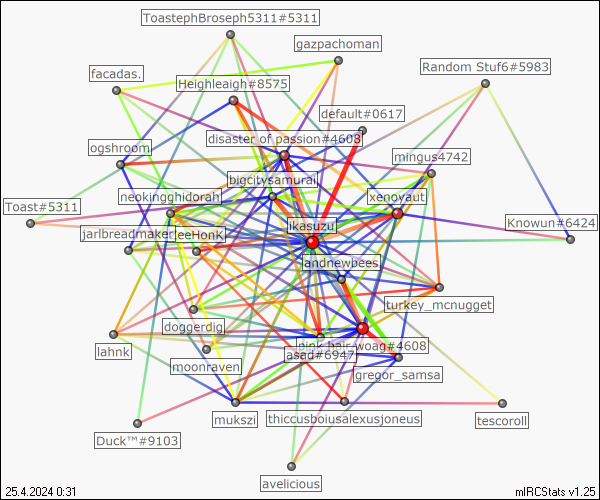 ToastephBroseph5311#5311
gazpachoman
facadas.
Random Stuf6#5983
Heighleaigh#8575
default#0617
ogshroom
disaster of passion#4608
mingus4742
bigcitysamurai
neokingghidorah
xenoyaut
Toast#5311
Knowun#6424
ikasuzu
jarlbreadmaker
eeHonk
andnewbees
turkey_mcnugget
doggerdig
pink hair woag#4608
lahnk
asad#6947
moonraven
gregor_samsa
mukszi
thiccusboiusalexusjoneus
tescoroll
Duck™#9103
avelicious
25.4.2024 0:31
mIRCStats v1.25